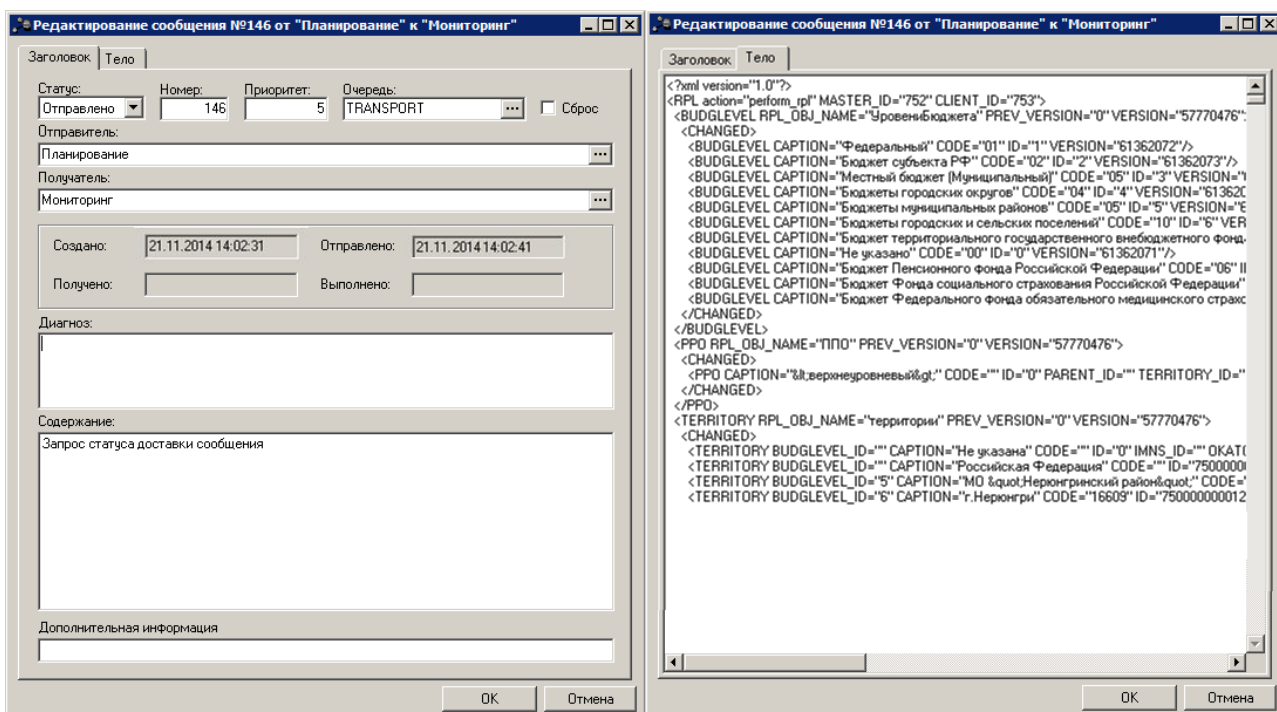 Редактирование сообщения №146 от "Планирование" к "Мониторинг"
Заголовок Тело
Статус: Номер: Приоритет: Очередь:
Отправлено 146 5 TRANSPORT ... Сброс
Отправитель:
Планирование ...
Получатель:
Мониторинг ...
Создано: 21.11.2014 14:02:31 Отправлено: 21.11.2014 14:02:41
Получено: Выполнено:
Диагноз:
Содержание:
Запрос статуса доставки сообщения
Дополнительная информация
OK Отмена
Редактирование сообщения №146 от "Планирование" к "Мониторинг"
Заголовок Тело
<?xml version="1.0"?>
<RPL action="perform_rpl" MASTER_ID="752" CLIENT_ID="753">
<BUDGLEVEL RPL_OBJ_NAME="УровениБюджета" PREV_VERSION="0" VERSION="57770476">
<CHANGED>
<BUDGLEVEL CAPTION="Федеральный" CODE="01" ID="1" VERSION="61362072"/>
<BUDGLEVEL CAPTION="Бюджет субъекта РФ" CODE="02" ID="2" VERSION="61362073"/>
<BUDGLEVEL CAPTION="Местный бюджет (Муниципальный)" CODE="05" ID="3" VERSION="
<BUDGLEVEL CAPTION="Бюджеты городских округов" CODE="04" ID="4" VERSION="61362
<BUDGLEVEL CAPTION="Бюджеты муниципальных районов" CODE="05" ID="5" VERSION="
<BUDGLEVEL CAPTION="Бюджеты городских и сельских поселений" CODE="10" ID="6" VER
<BUDGLEVEL CAPTION="Бюджет территориального государственного внебюджетного фонд
<BUDGLEVEL CAPTION="Не указано" CODE="00" ID="0" VERSION="61362071"/>
<BUDGLEVEL CAPTION="Бюджет Пенсионного фонда Российской Федерации" CODE="06" I
<BUDGLEVEL CAPTION="Бюджет Фонда социального страхования Российской Федерации"
<BUDGLEVEL CAPTION="Бюджет Федерального фонда обязательного медицинского страхо
</CHANGED>
</BUDGLEVEL>
<PPO RPL_OBJ_NAME="ППО" PREV_VERSION="0" VERSION="57770476">
<CHANGED>
<PPO CAPTION="&lt;верхнеуровневый&gt;" CODE="" ID="0" PARENT_ID="" TERRITORY_ID="
</CHANGED>
</PPO>
<TERRITORY RPL_OBJ_NAME="территории" PREV_VERSION="0" VERSION="57770476">
<CHANGED>
<TERRITORY BUDGLEVEL_ID="" CAPTION="Не указана" CODE="" ID="0" IMNS_ID="" OKATO
<TERRITORY BUDGLEVEL_ID="" CAPTION="Российская Федерация" CODE="" ID="7500000
<TERRITORY BUDGLEVEL_ID="5" CAPTION="МО &quot;Нерюнгринский район&quot;" CODE="
<TERRITORY BUDGLEVEL_ID="6" CAPTION="г.Нерюнгри" CODE="16609" ID="750000000012
OK Отмена